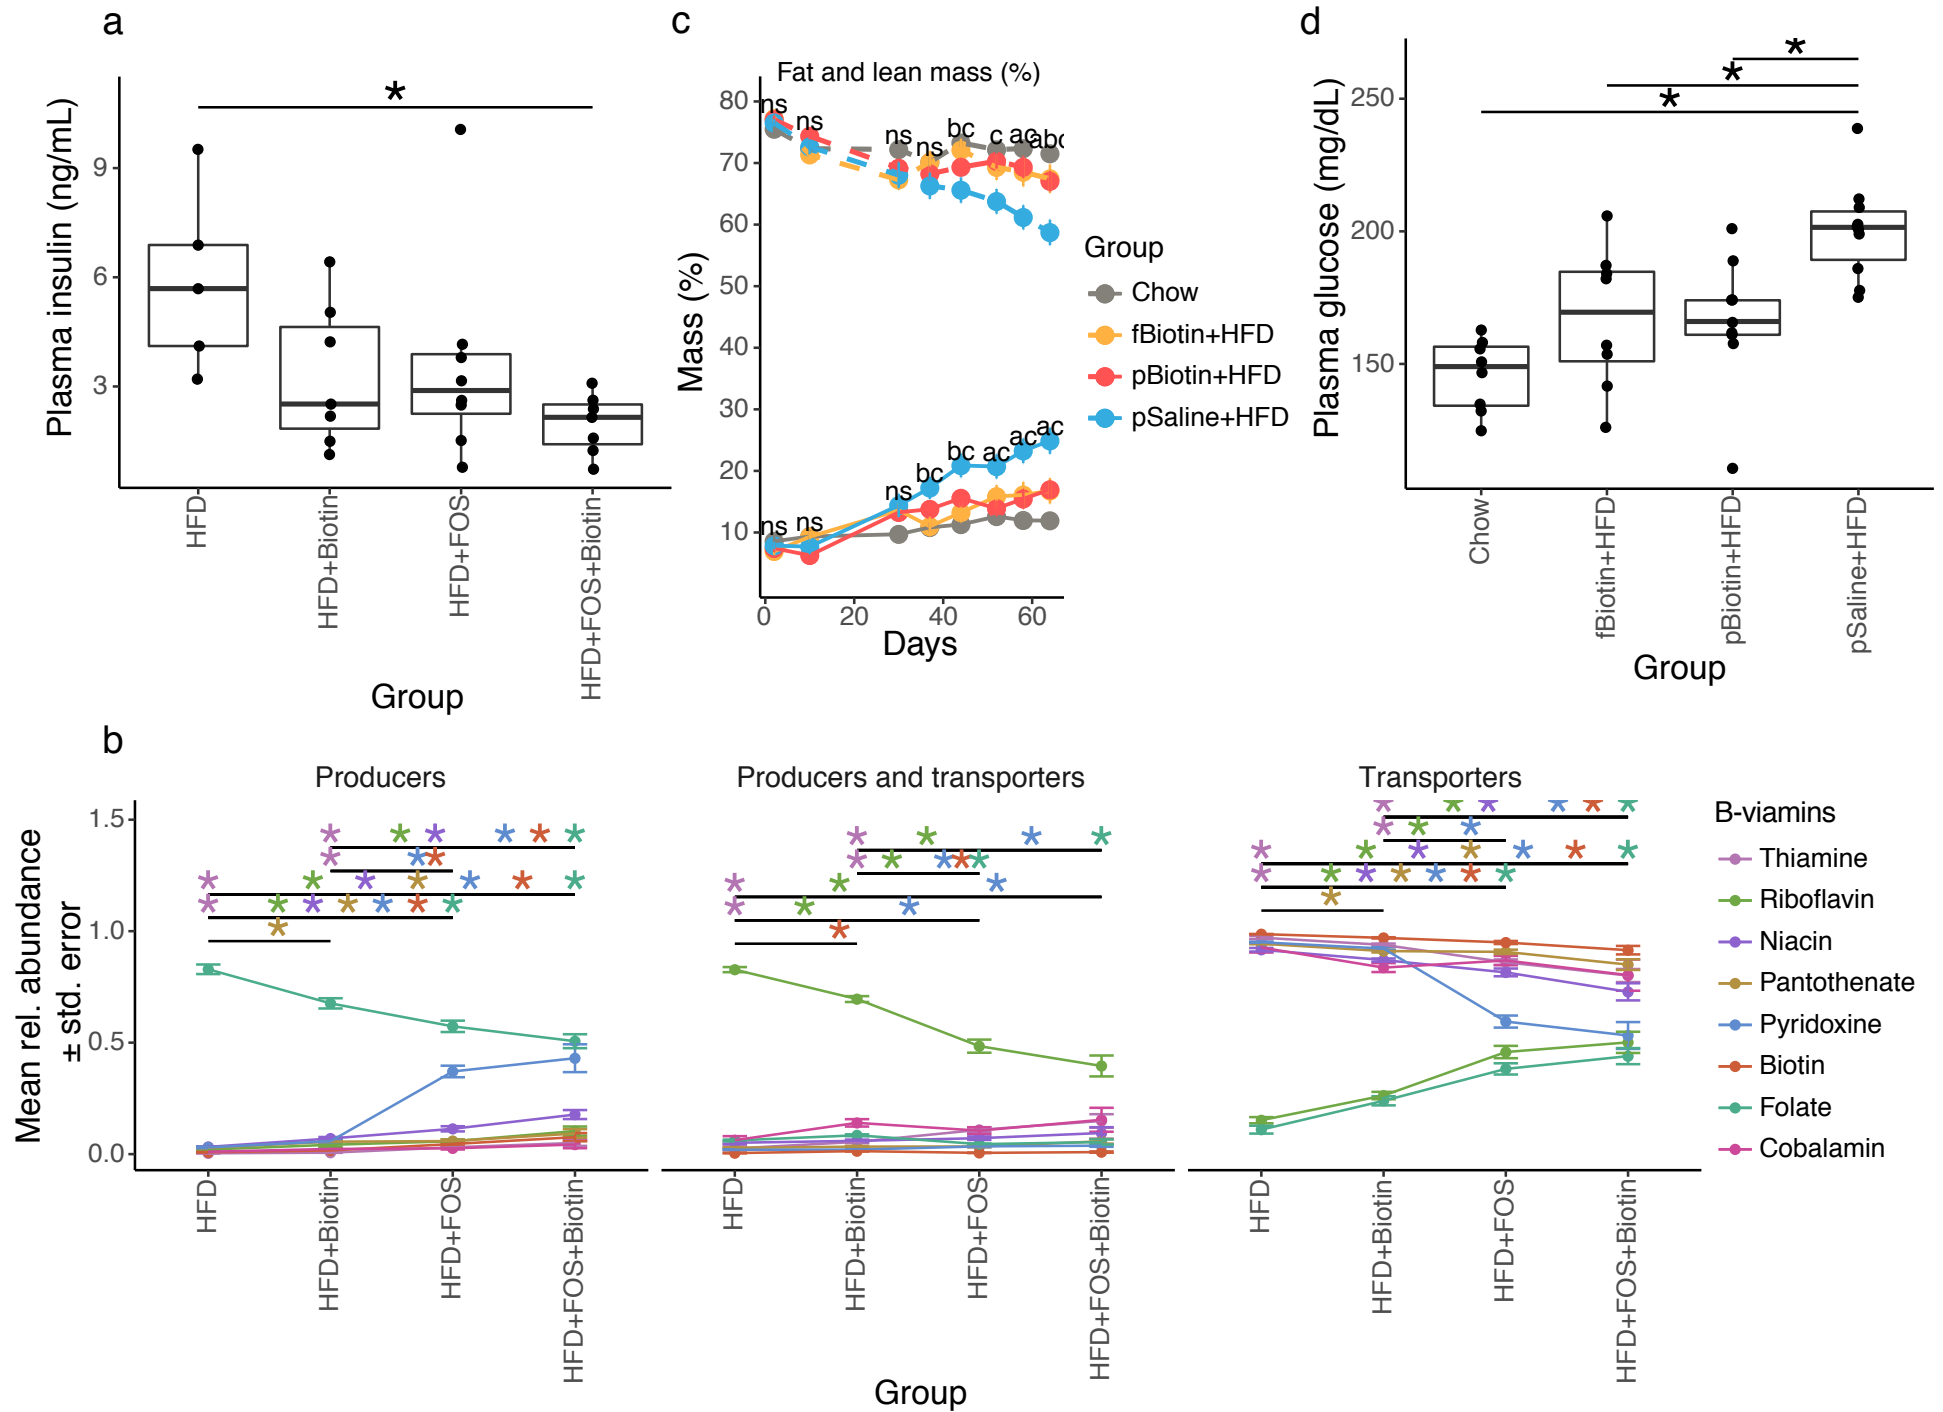 a
Plasma insulin (ng/mL)
9
6
3
*
HFD
HFD+Biotin
HFD+FOS
HFD+FOS+Biotin
Group
c
Fat and lean mass (%)
Mass (%)
80
70
60
50
40
30
20
10
ns
ns
ns
ns
bc
c
ac
abc
ns
ns
ns
bc
bc
ac
ac
ac
0
20
40
60
Days
Group
Chow
fBiotin+HFD
pBiotin+HFD
pSaline+HFD
d
Plasma glucose (mg/dL)
250
200
150
*
*
*
Chow
fBiotin+HFD
pBiotin+HFD
pSaline+HFD
Group
b
Mean rel. abundance
± std. error
1.5
1.0
0.5
0.0
Producers
* * * * * *
* * *
* * * * * * *
* * * * * * *
*
HFD
HFD+Biotin
HFD+FOS
HFD+FOS+Biotin
Producers and transporters
* * * *
* * * * *
* * *
* * *
*
HFD
HFD+Biotin
HFD+FOS
HFD+FOS+Biotin
Transporters
* * * * * *
* * *
* * * * * * *
* * * * * * *
*
HFD
HFD+Biotin
HFD+FOS
HFD+FOS+Biotin
Group
B-viamins
Thiamine
Riboflavin
Niacin
Pantothenate
Pyridoxine
Biotin
Folate
Cobalamin